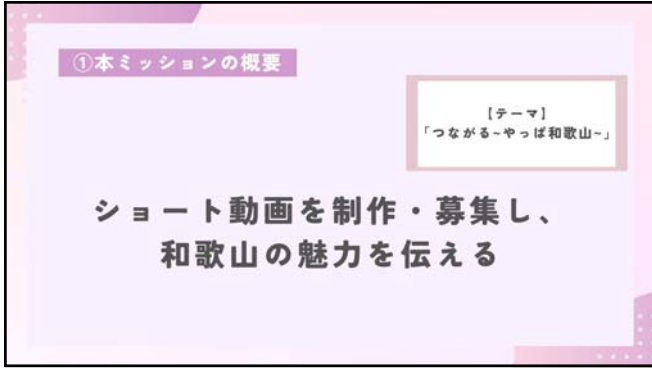 ①本ミッションの概要
【テーマ】
「つながる~やっぱ和歌山~」
ショート動画を制作・募集し、
和歌山の魅力を伝える